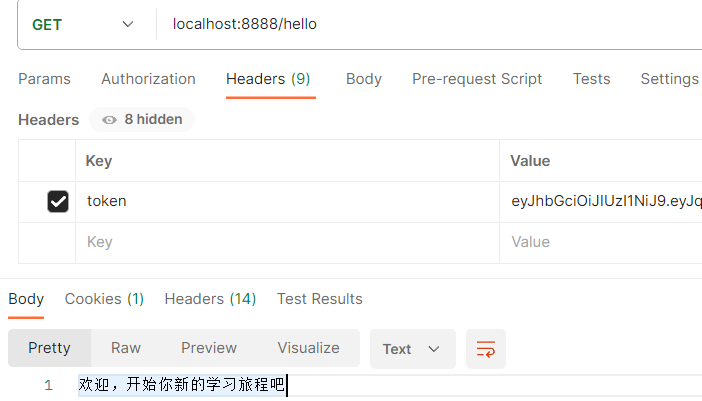 GET localhost:8888/hello
Params Authorization Headers (9) Body Pre-request Script Tests Settings
Headers 8 hidden
Key Value
token eyJhbGciOiJIUzI1NiJ9.eyJq
Key Value
Body Cookies (1) Headers (14) Test Results
Pretty Raw Preview Visualize Text
1 欢迎，开始你新的学习旅程吧